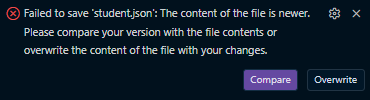 Failed to save 'student.json': The content of the file is newer.
Please compare your version with the file contents or
overwrite the content of the file with your changes.
Compare Overwrite